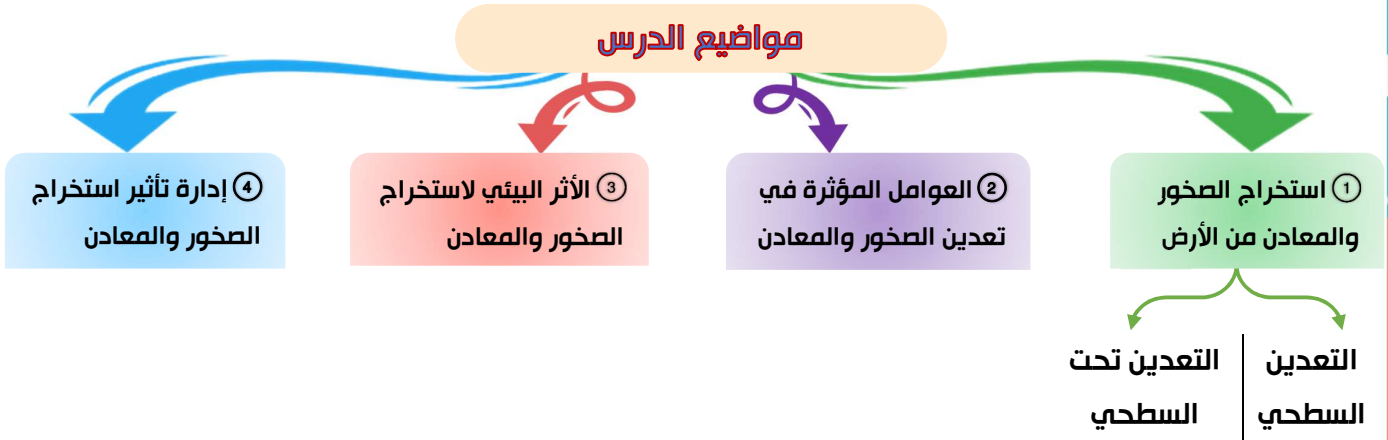 مواضيع الدرس
① استخراج الصخور
والمعادن من الأرض
② العوامل المؤثرة في
تعدين الصخور والمعادن
③ الأثر البيئي لاستخراج
الصخور والمعادن
④ إدارة تأثير استخراج
الصخور والمعادن
التعدين
السطحي
التعدين تحت
السطحي